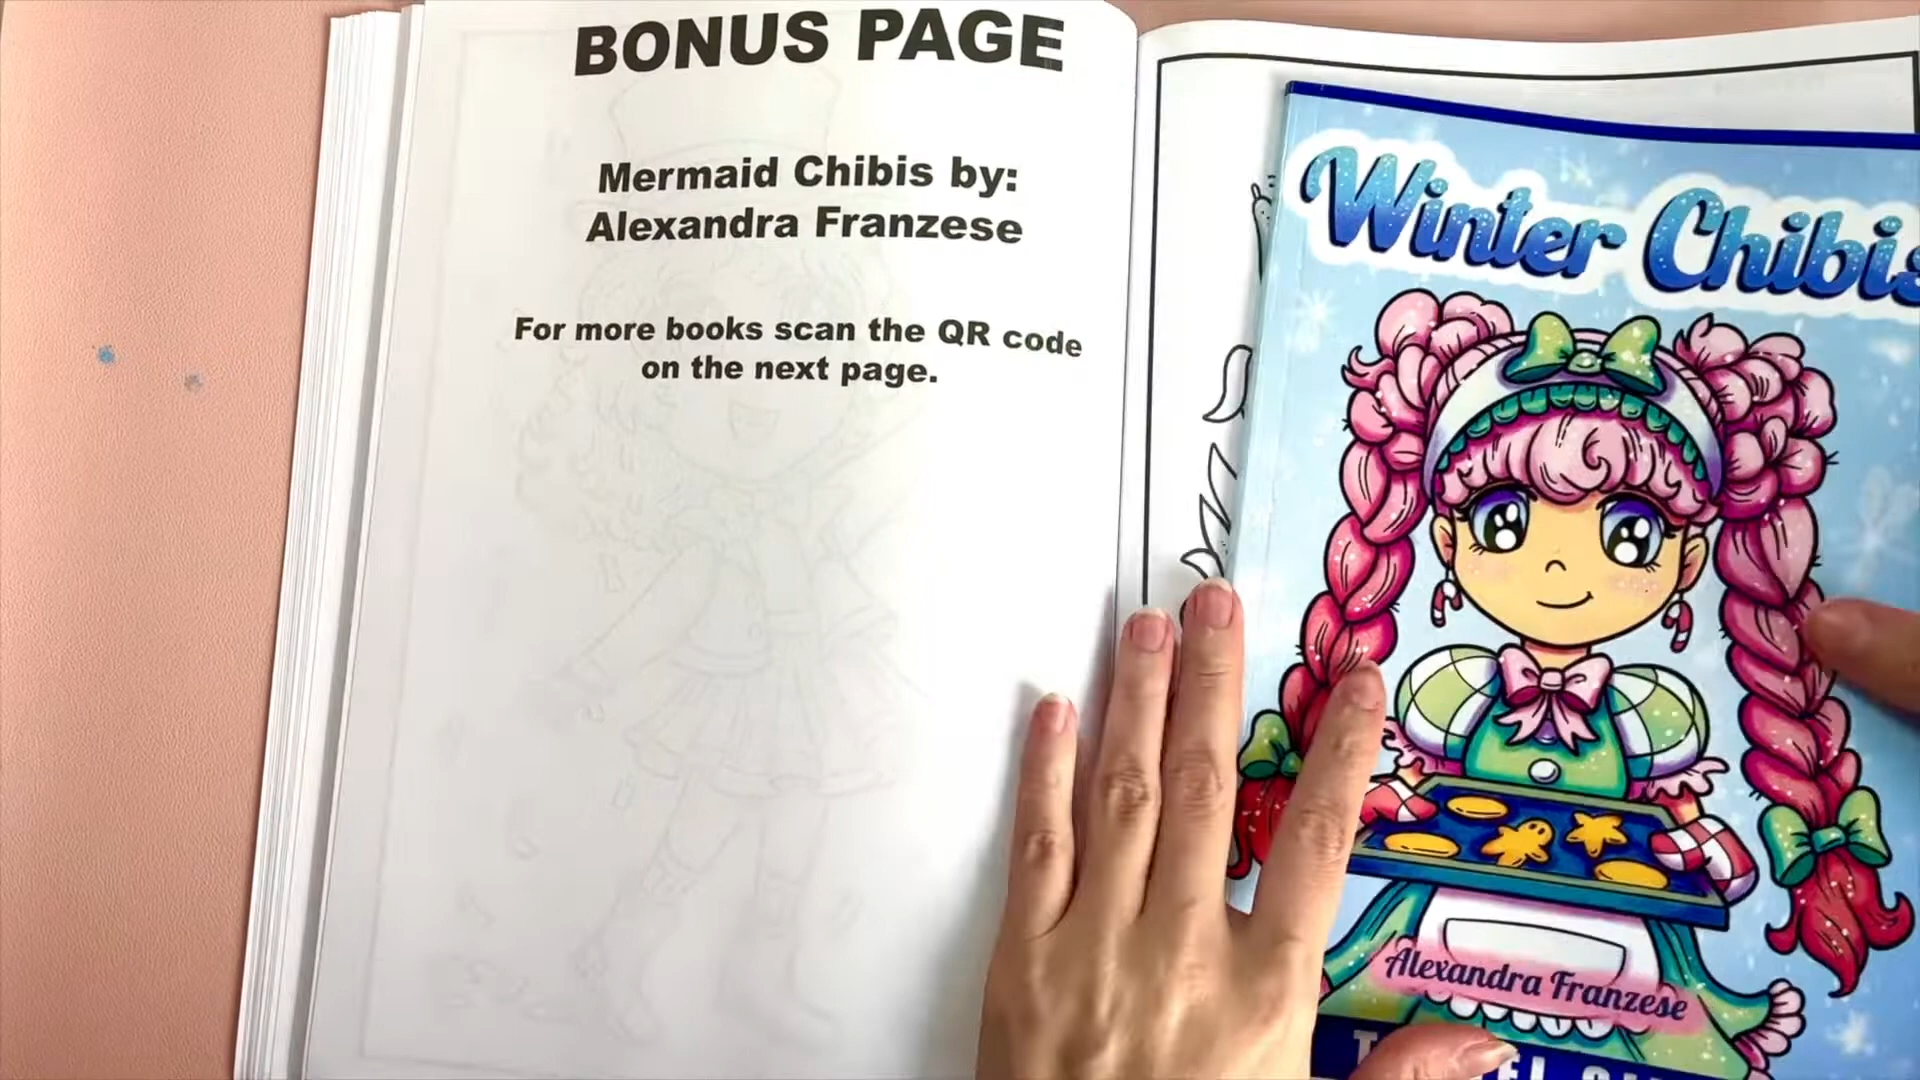 BONUS PAGE
Mermaid Chibis by:
Alexandra Franzese
For more books scan the QR code
on the next page.
Winter Chibis
Alexandra Franzese